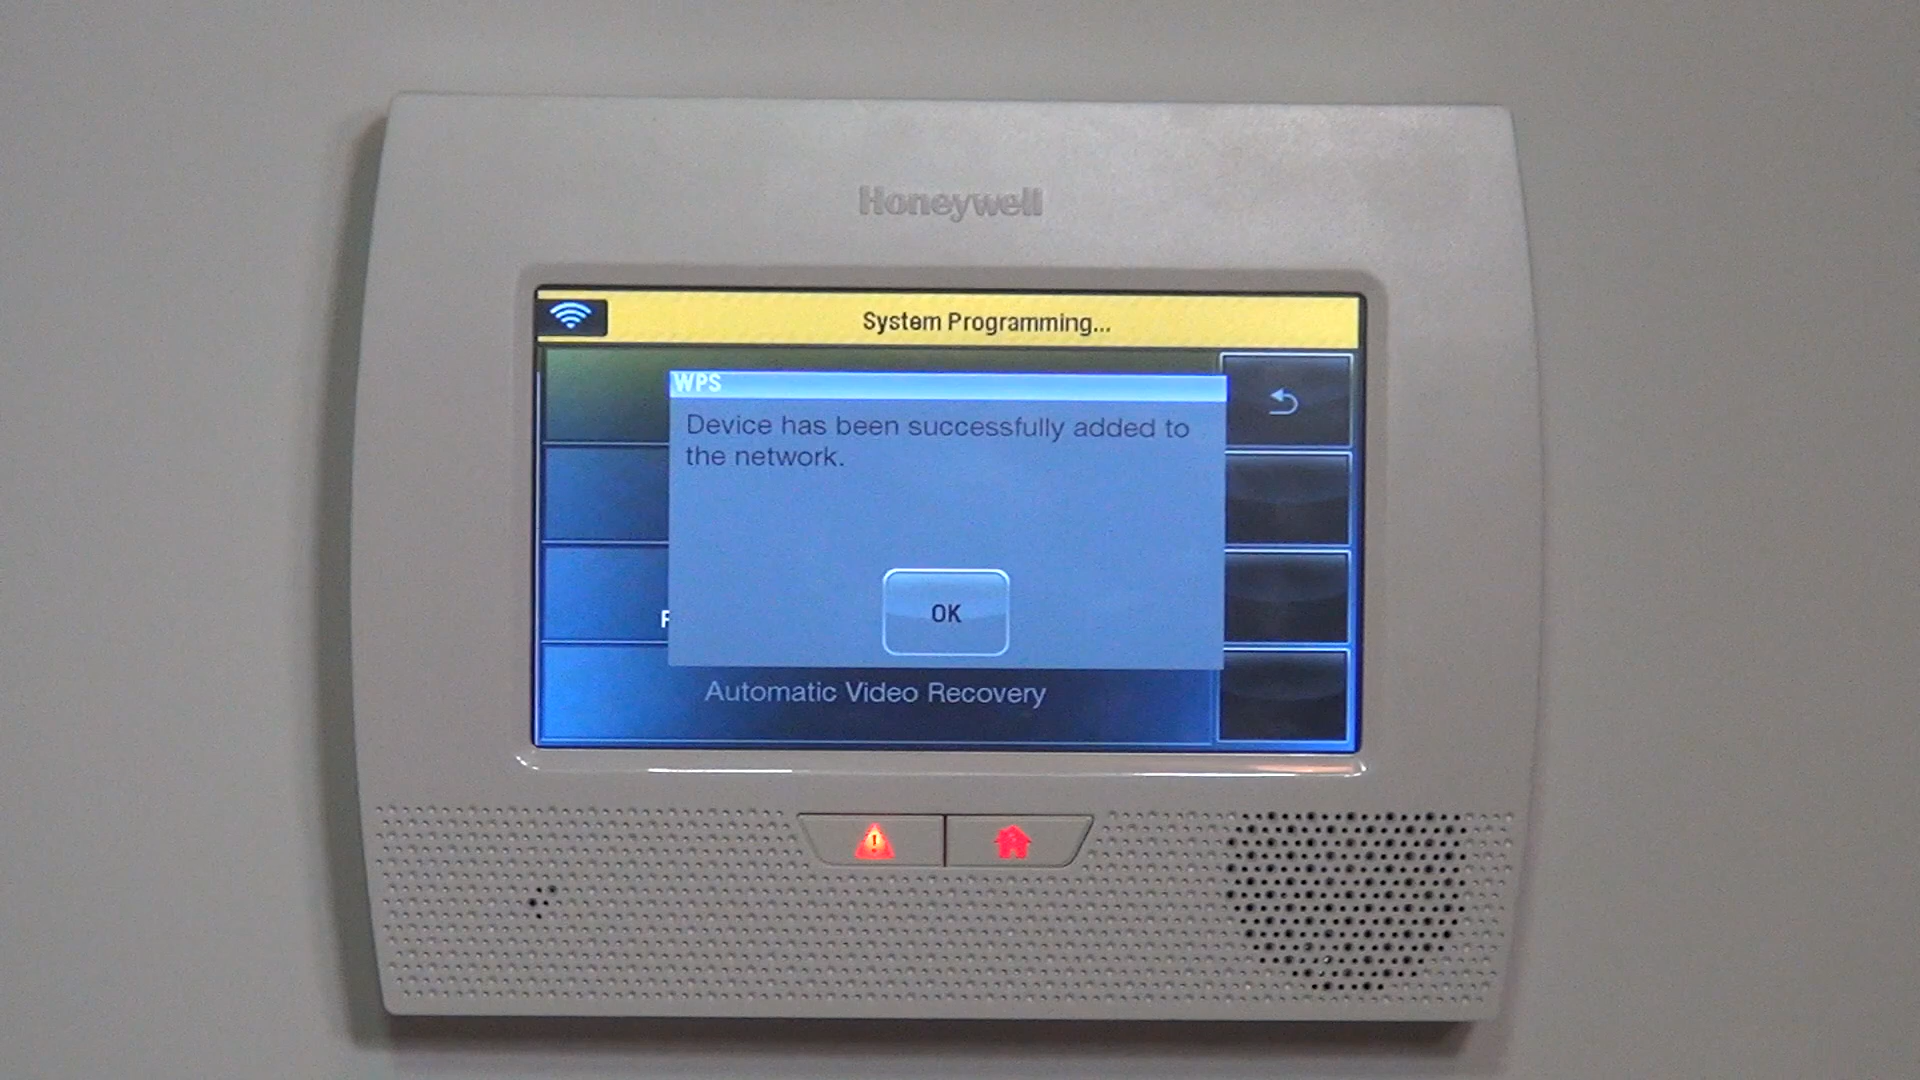 Honeywell
System Programming...
WPS
Device has been successfully added to
the network.
OK
Automatic Video Recovery